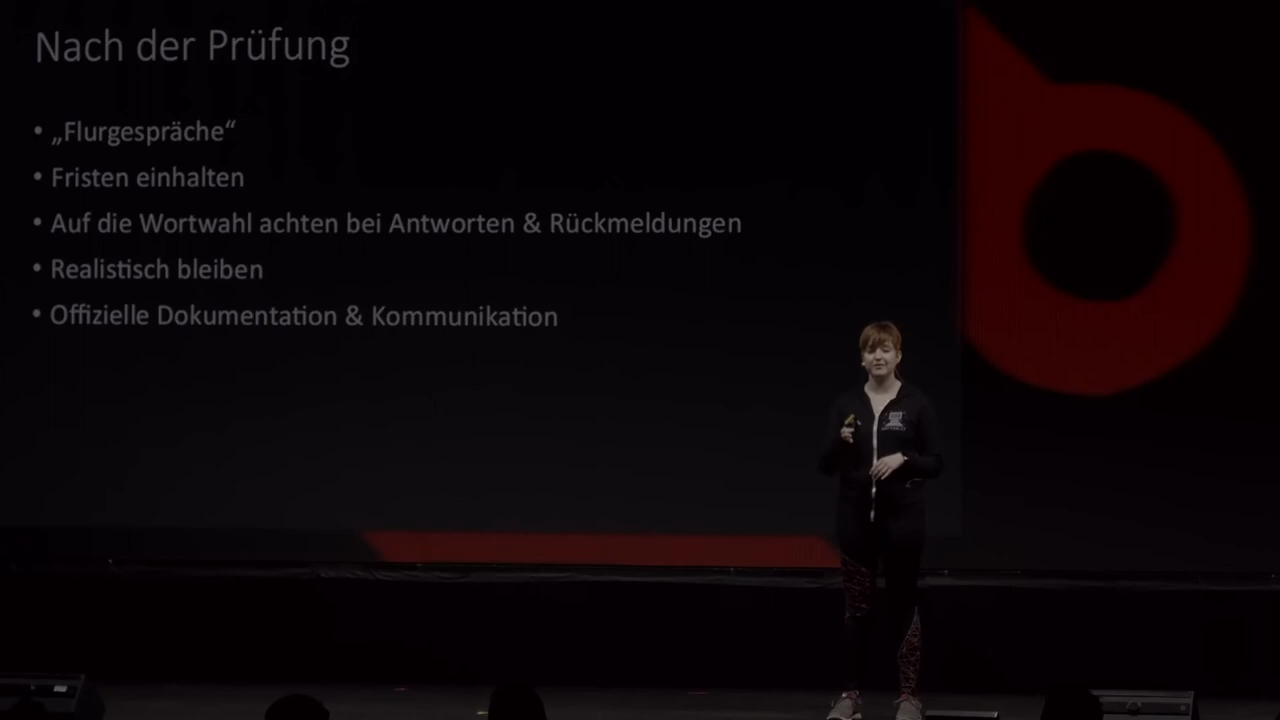 Nach der Prüfung
• „Flurgespräche“
• Fristen einhalten
• Auf die Wortwahl achten bei Antworten & Rückmeldungen
• Realistisch bleiben
• Offizielle Dokumentation & Kommunikation